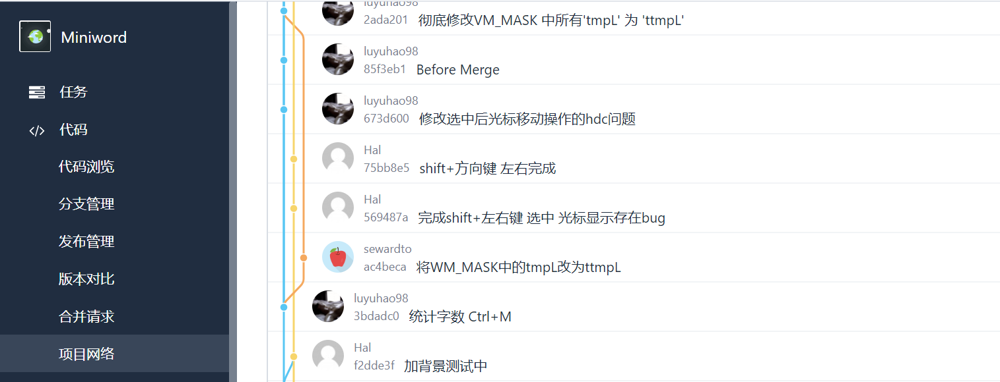 Miniword
任务
代码
代码浏览
分支管理
发布管理
版本对比
合并请求
项目网络
luyuhao98
2ada201 彻底修改VM_MASK 中所有'tmpL' 为 'ttmpL'
luyuhao98
85f3eb1 Before Merge
luyuhao98
673d600 修改选中后光标移动操作的hdc问题
Hal
75bb8e5 shift+方向键 左右完成
Hal
569487a 完成shift+左右键 选中 光标显示存在bug
sewardto
ac4beca 将WM_MASK中的tmpL改为ttmpL
luyuhao98
3bdadc0 统计字数 Ctrl+M
Hal
f2dde3f 加背景测试中